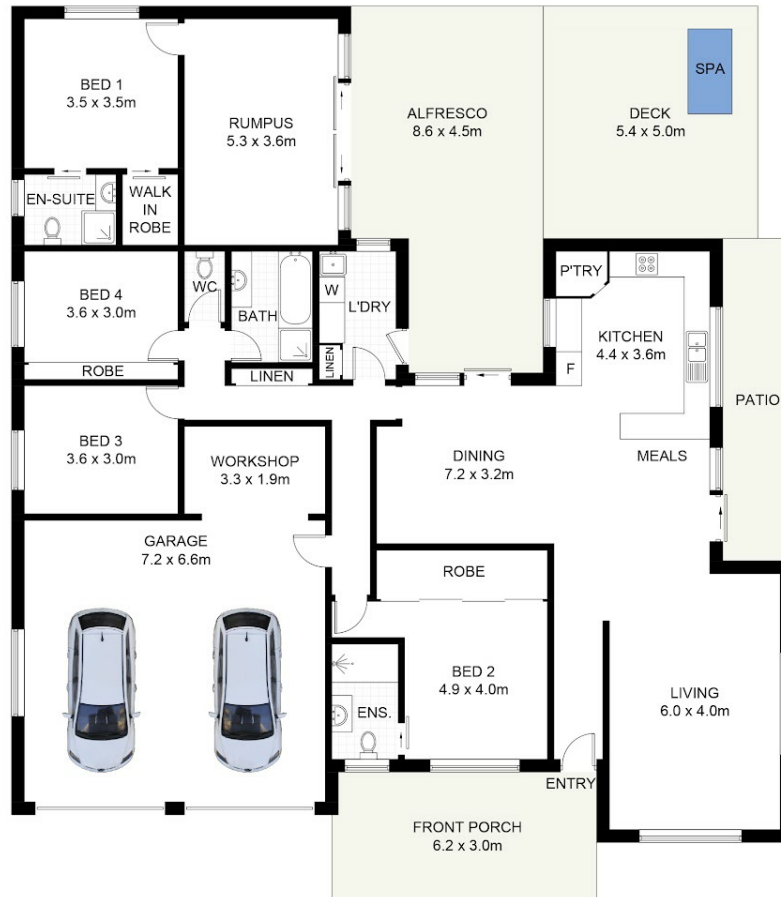 BED 1
3.5 x 3.5m
RUMPUS
5.3 x 3.6m
ALFRESCO
8.6 x 4.5m
DECK
5.4 x 5.0m
SPA
EN-SUITE
WALK
IN
ROBE
BED 4
3.6 x 3.0m
ROBE
WC
BATH
LINEN
W
L'DRY
LINEN
P'TRY
KITCHEN
4.4 x 3.6m
F
PATIO
BED 3
3.6 x 3.0m
WORKSHOP
3.3 x 1.9m
DINING
7.2 x 3.2m
MEALS
GARAGE
7.2 x 6.6m
ROBE
BED 2
4.9 x 4.0m
ENS.
LIVING
6.0 x 4.0m
ENTRY
FRONT PORCH
6.2 x 3.0m